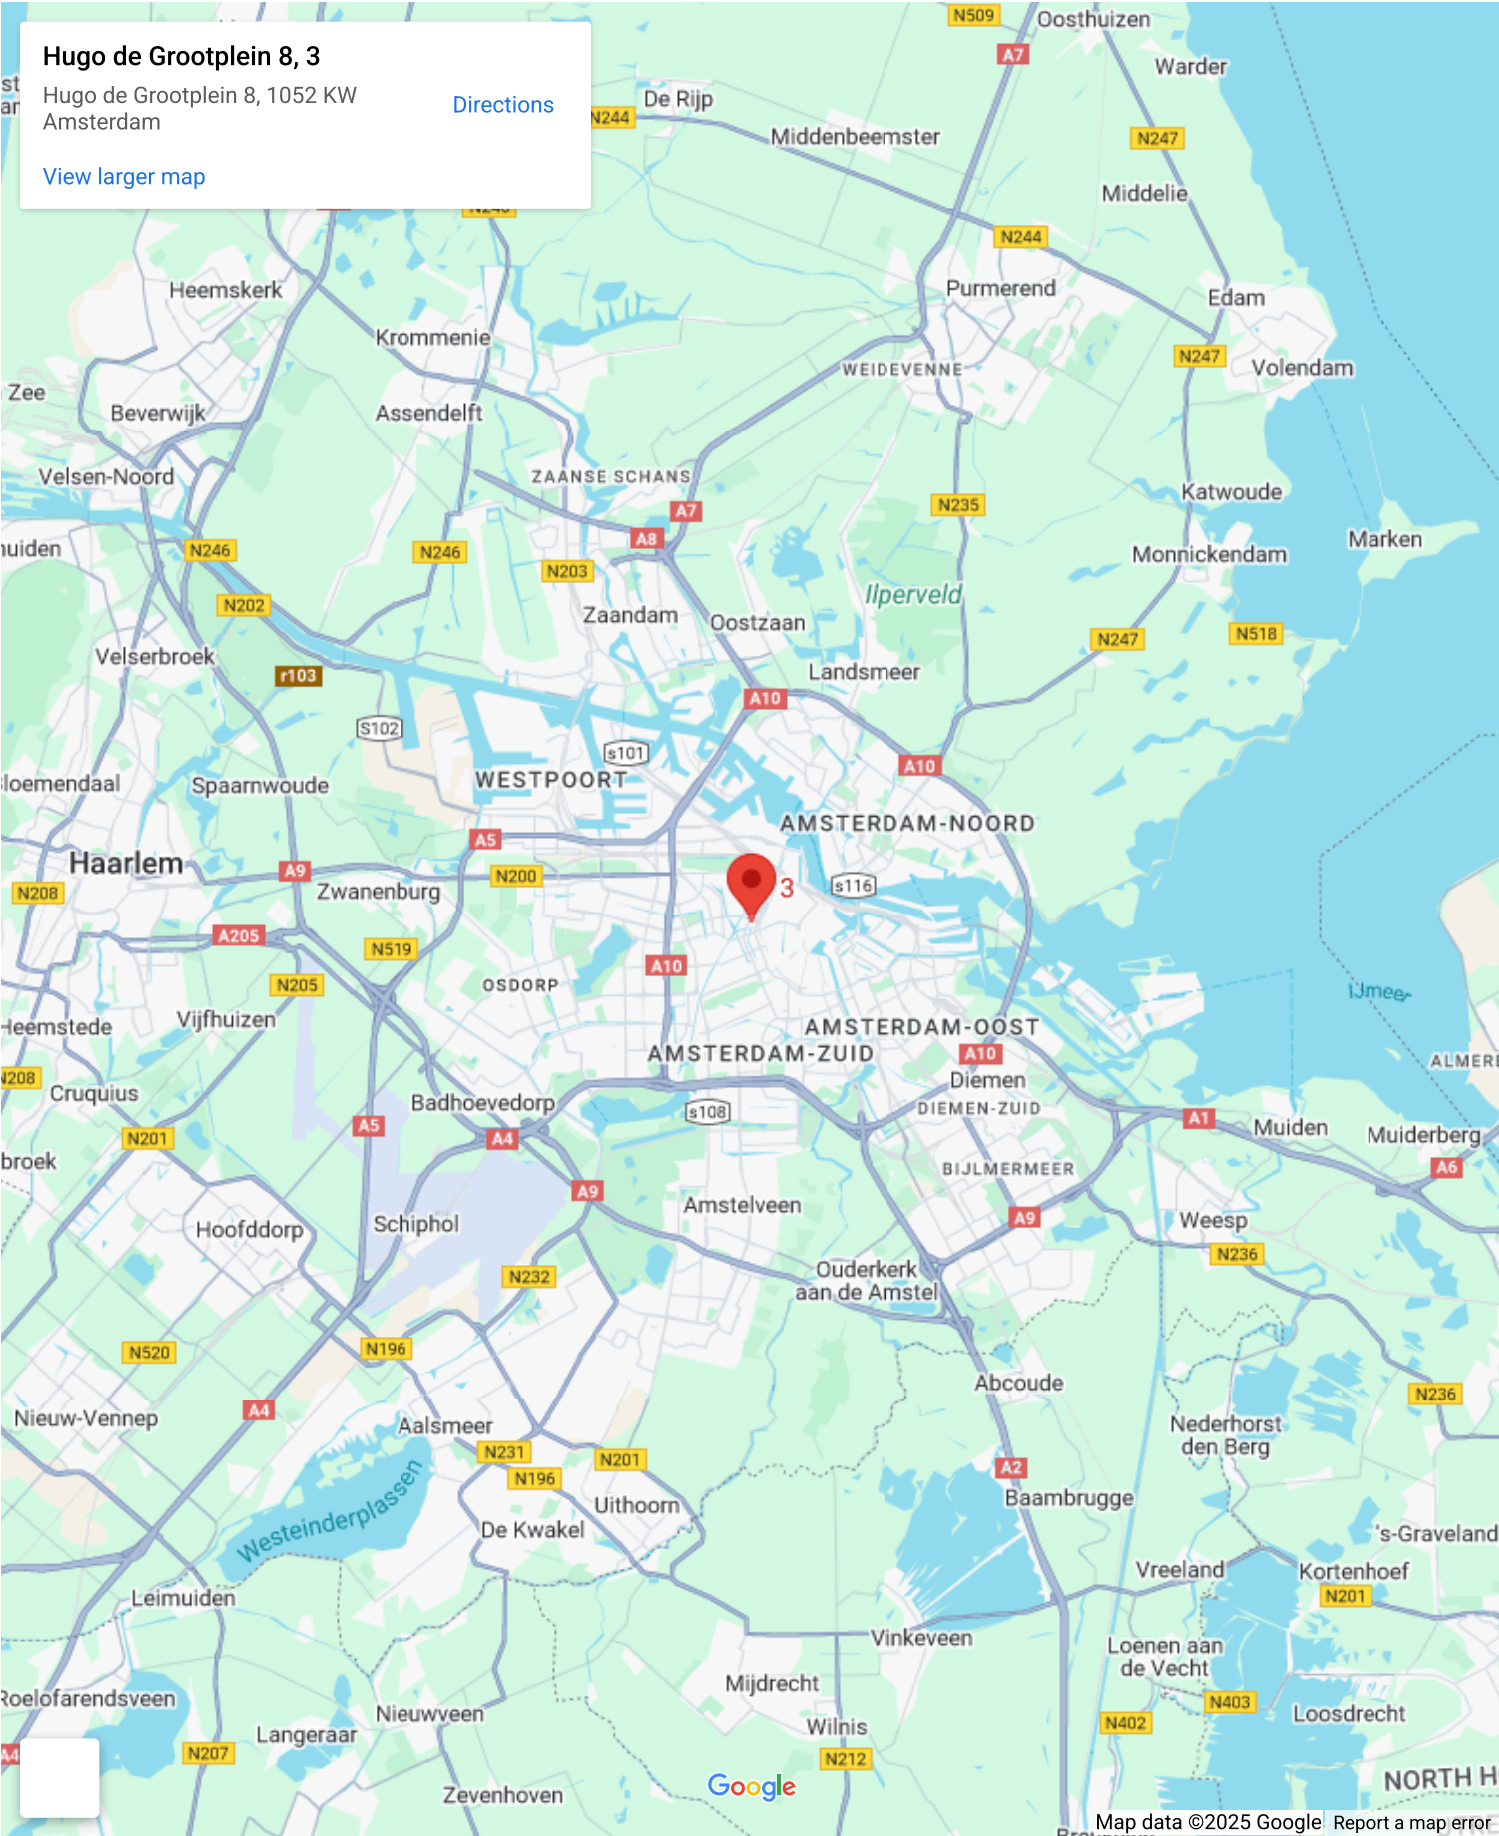 Hugo de Grootplein 8, 3
Hugo de Grootplein 8, 1052 KW
Amsterdam
Directions
View larger map
N509
Oosthuizen
A7
Warder
De Rijp
N244
Middenbeemster
N247
Middelie
N244
Heemskerk
Purmerend
Edam
Krommenie
N247
WEIDEVENNE
Volendam
Zee
Beverwijk
Assendelft
Velsen-Noord
ZAANSE SCHANS
Katwoude
A7
N235
A8
Marken
N246
N246
Monnickendam
N203
Ilperveld
N202
Zaandam
Oostzaan
N518
N247
Velserbroek
r103
Landsmeer
A10
S102
s101
A10
WESTPOORT
Spaarnwoude
AMSTERDAM-NOORD
A5
Haarlem
A9
N200
3
s116
N208
Zwanenburg
A205
N519
A10
N205
OSDORP
IJmeer
Vijfhuizen
Heemstede
AMSTERDAM-OOST
AMSTERDAM-ZUID
A10
N208
Diemen
Cruquius
Badhoevedorp
s108
DIEMEN-ZUID
A5
A1
N201
A4
Muiden
Muiderberg
broek
BIJLMERMEER
A6
A9
Amstelveen
A9
Schiphol
Weesp
Hoofddorp
N236
N232
Ouderkerk
aan de Amstel
N520
N196
Abcoude
N236
A4
Nieuw-Vennep
Aalsmeer
Nederhorst
den Berg
N231
N201
A2
N196
Westeinderplassen
Uithoorn
Baambrugge
De Kwakel
's-Graveland
Vreeland
Kortenhoef
Leimuiden
N201
Vinkeveen
Loenen aan
de Vecht
Mijdrecht
Roelofarendsveen
N403
Nieuwveen
Loosdrecht
N402
Langeraar
Wilnis
A4
N207
N212
Google
NORTH H
Zevenhoven
Map data ©2025 Google
Report a map error